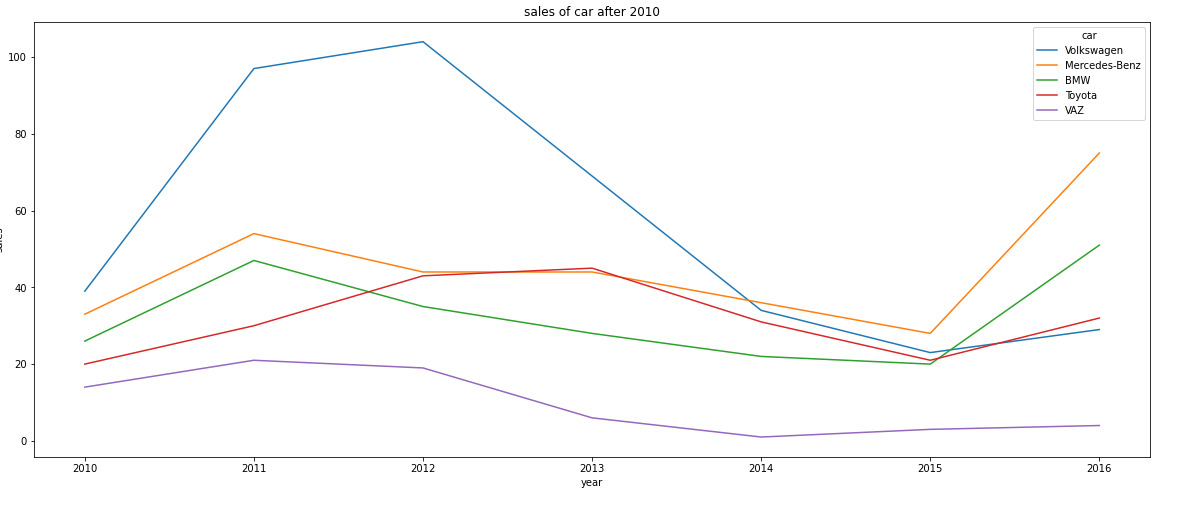 sales of car after 2010
car
Volkswagen
Mercedes-Benz
BMW
Toyota
VAZ
100
80
60
40
20
0
2010 2011 2012 2013 2014 2015 2016
year